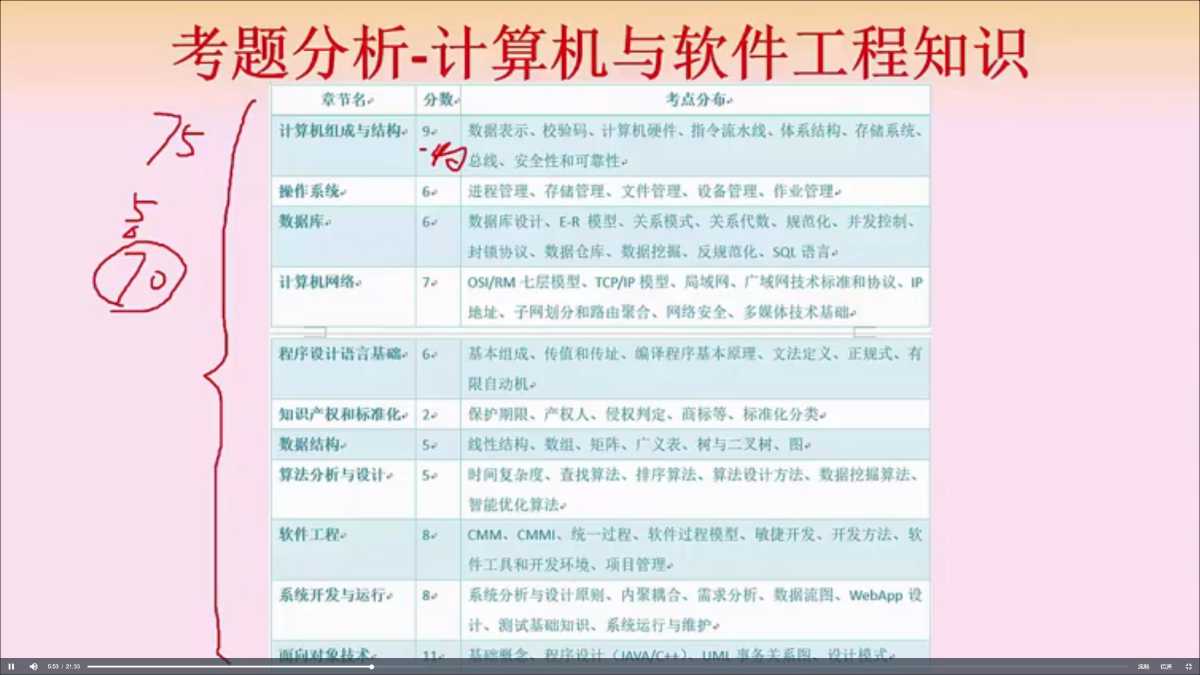 考题分析-计算机与软件工程知识
章节名 分数 考点分布
计算机组成与结构 9 数据表示、校验码、计算机硬件、指令流水线、体系结构、存储系统、
总线、安全性和可靠性
操作系统 6 进程管理、存储管理、文件管理、设备管理、作业管理
数据库 6 数据库设计、E-R 模型、关系模式、关系代数、规范化、并发控制、
封锁协议、数据仓库、数据挖掘、反规范化、SQL 语言
计算机网络 7 OSI/RM 七层模型、TCP/IP 模型、局域网、广域网技术标准和协议、IP
地址、子网划分和路由聚合、网络安全、多媒体技术基础
程序设计语言基础 6 基本组成、传值和传址、编译程序基本原理、文法定义、正规式、有
限自动机
知识产权和标准化 2 保护期限、产权人、侵权判定、商标等、标准化分类
数据结构 5 线性结构、数组、矩阵、广义表、树与二叉树、图
算法分析与设计 5 时间复杂度、查找算法、排序算法、算法设计方法、数据挖掘算法、
智能优化算法
软件工程 8 CMM、CMMI、统一过程、软件过程模型、敏捷开发、开发方法、软
件工具和开发环境、项目管理
系统开发与运行 8 系统分析与设计原则、内聚耦合、需求分析、数据流图、WebApp 设
计、测试基础知识、系统运行与维护
面向对象技术 11 基础概念、程序设计（JAVA/C++）、UML 事务关系图、设计模式
75
5
70